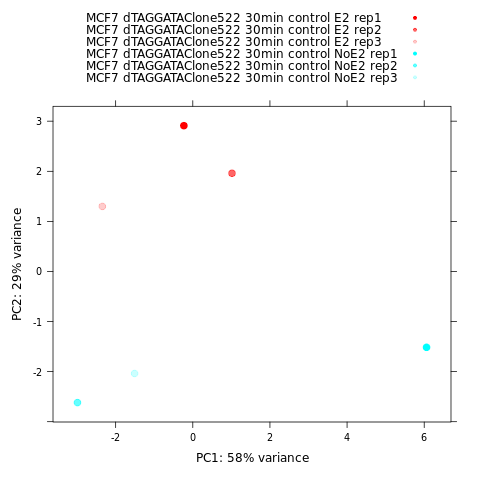 MCF7 dTAGGATAClone522 30min control E2 rep1
MCF7 dTAGGATAClone522 30min control E2 rep2
MCF7 dTAGGATAClone522 30min control E2 rep3
MCF7 dTAGGATAClone522 30min control NoE2 rep1
MCF7 dTAGGATAClone522 30min control NoE2 rep2
MCF7 dTAGGATAClone522 30min control NoE2 rep3
3
2
1
0
-1
-2
PC2: 29% variance
-2 0 2 4 6
PC1: 58% variance